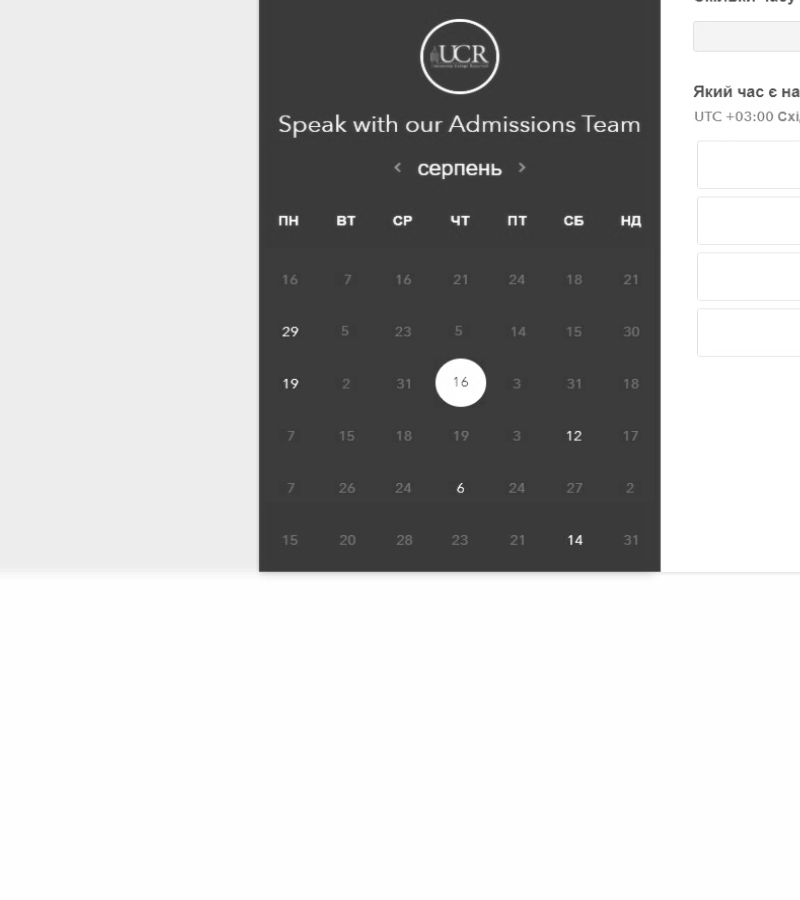 UCR
Speak with our Admissions Team
< серпень >
ПН ВТ СР ЧТ ПТ СБ НД
16 7 16 21 24 18 21
29 5 23 5 14 15 30
19 2 31 16 3 31 18
7 15 18 19 3 12 17
7 26 24 6 24 27 2
15 20 28 23 21 14 31
Який час є на
UTC +03:00 Схі